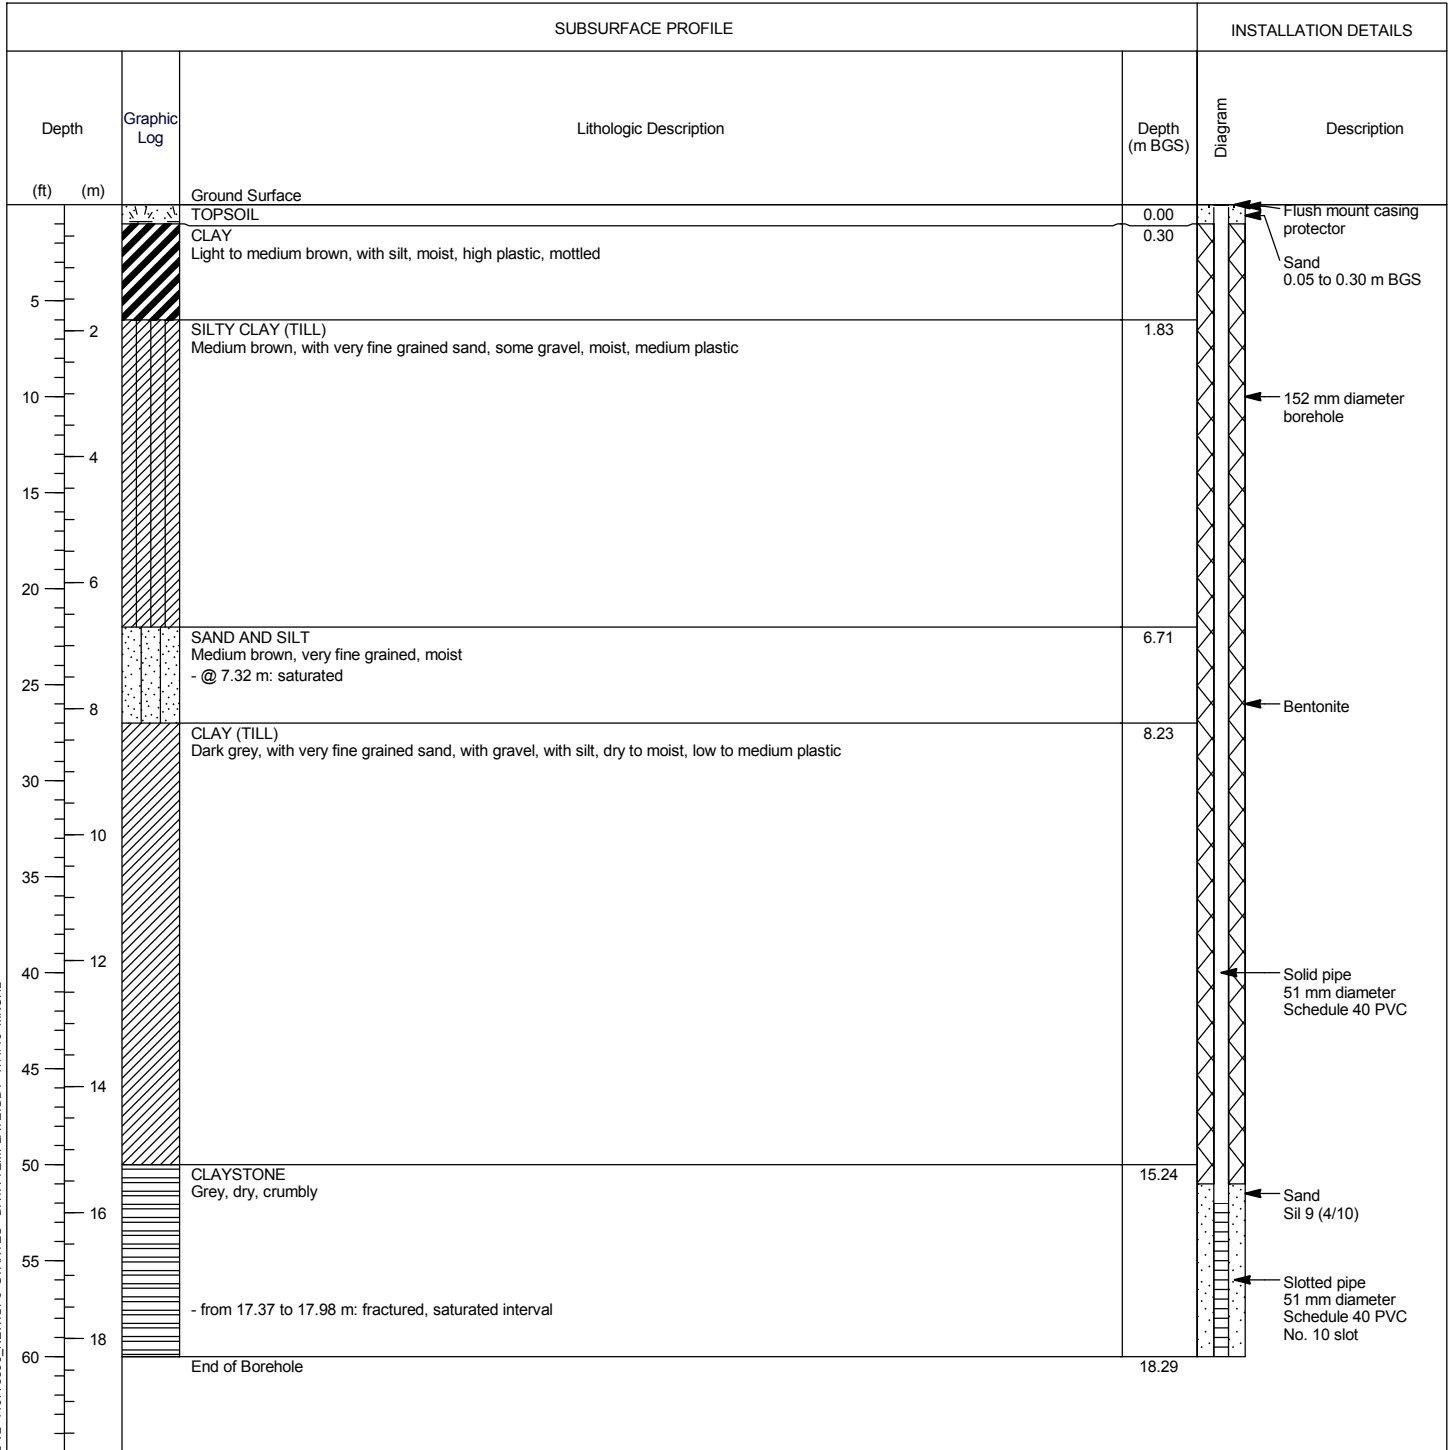 SUBSURFACE PROFILE
INSTALLATION DETAILS
Depth
Graphic
Log
Lithologic Description
Depth
(m BGS)
Diagram
Description
(ft) (m)
Ground Surface
TOPSOIL
0.00
Flush mount casing
protector
CLAY
0.30
Light to medium brown, with silt, moist, high plastic, mottled
Sand
0.05 to 0.30 m BGS
5
2
SILTY CLAY (TILL)
1.83
Medium brown, with very fine grained sand, some gravel, moist, medium plastic
10
152 mm diameter
borehole
4
15
6
20
SAND AND SILT
6.71
Medium brown, very fine grained, moist
- @ 7.32 m: saturated
25
8
Bentonite
CLAY (TILL)
8.23
Dark grey, with very fine grained sand, with gravel, with silt, dry to moist, low to medium plastic
30
10
35
12
40
Solid pipe
51 mm diameter
Schedule 40 PVC
45
14
50
CLAYSTONE
15.24
Grey, dry, crumbly
Sand
Sil 9 (4/10)
16
55
Slotted pipe
51 mm diameter
Schedule 40 PVC
No. 10 slot
- from 17.37 to 17.98 m: fractured, saturated interval
18
60
End of Borehole
18.29